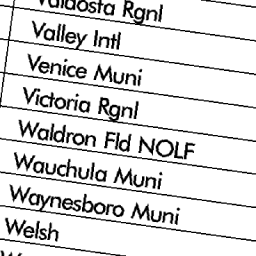 Valdosta Rgnl
Valley Intl
Venice Muni
Victoria Rgnl
Waldron Fld NOLF
Wauchula Muni
Waynesboro Muni
Welsh